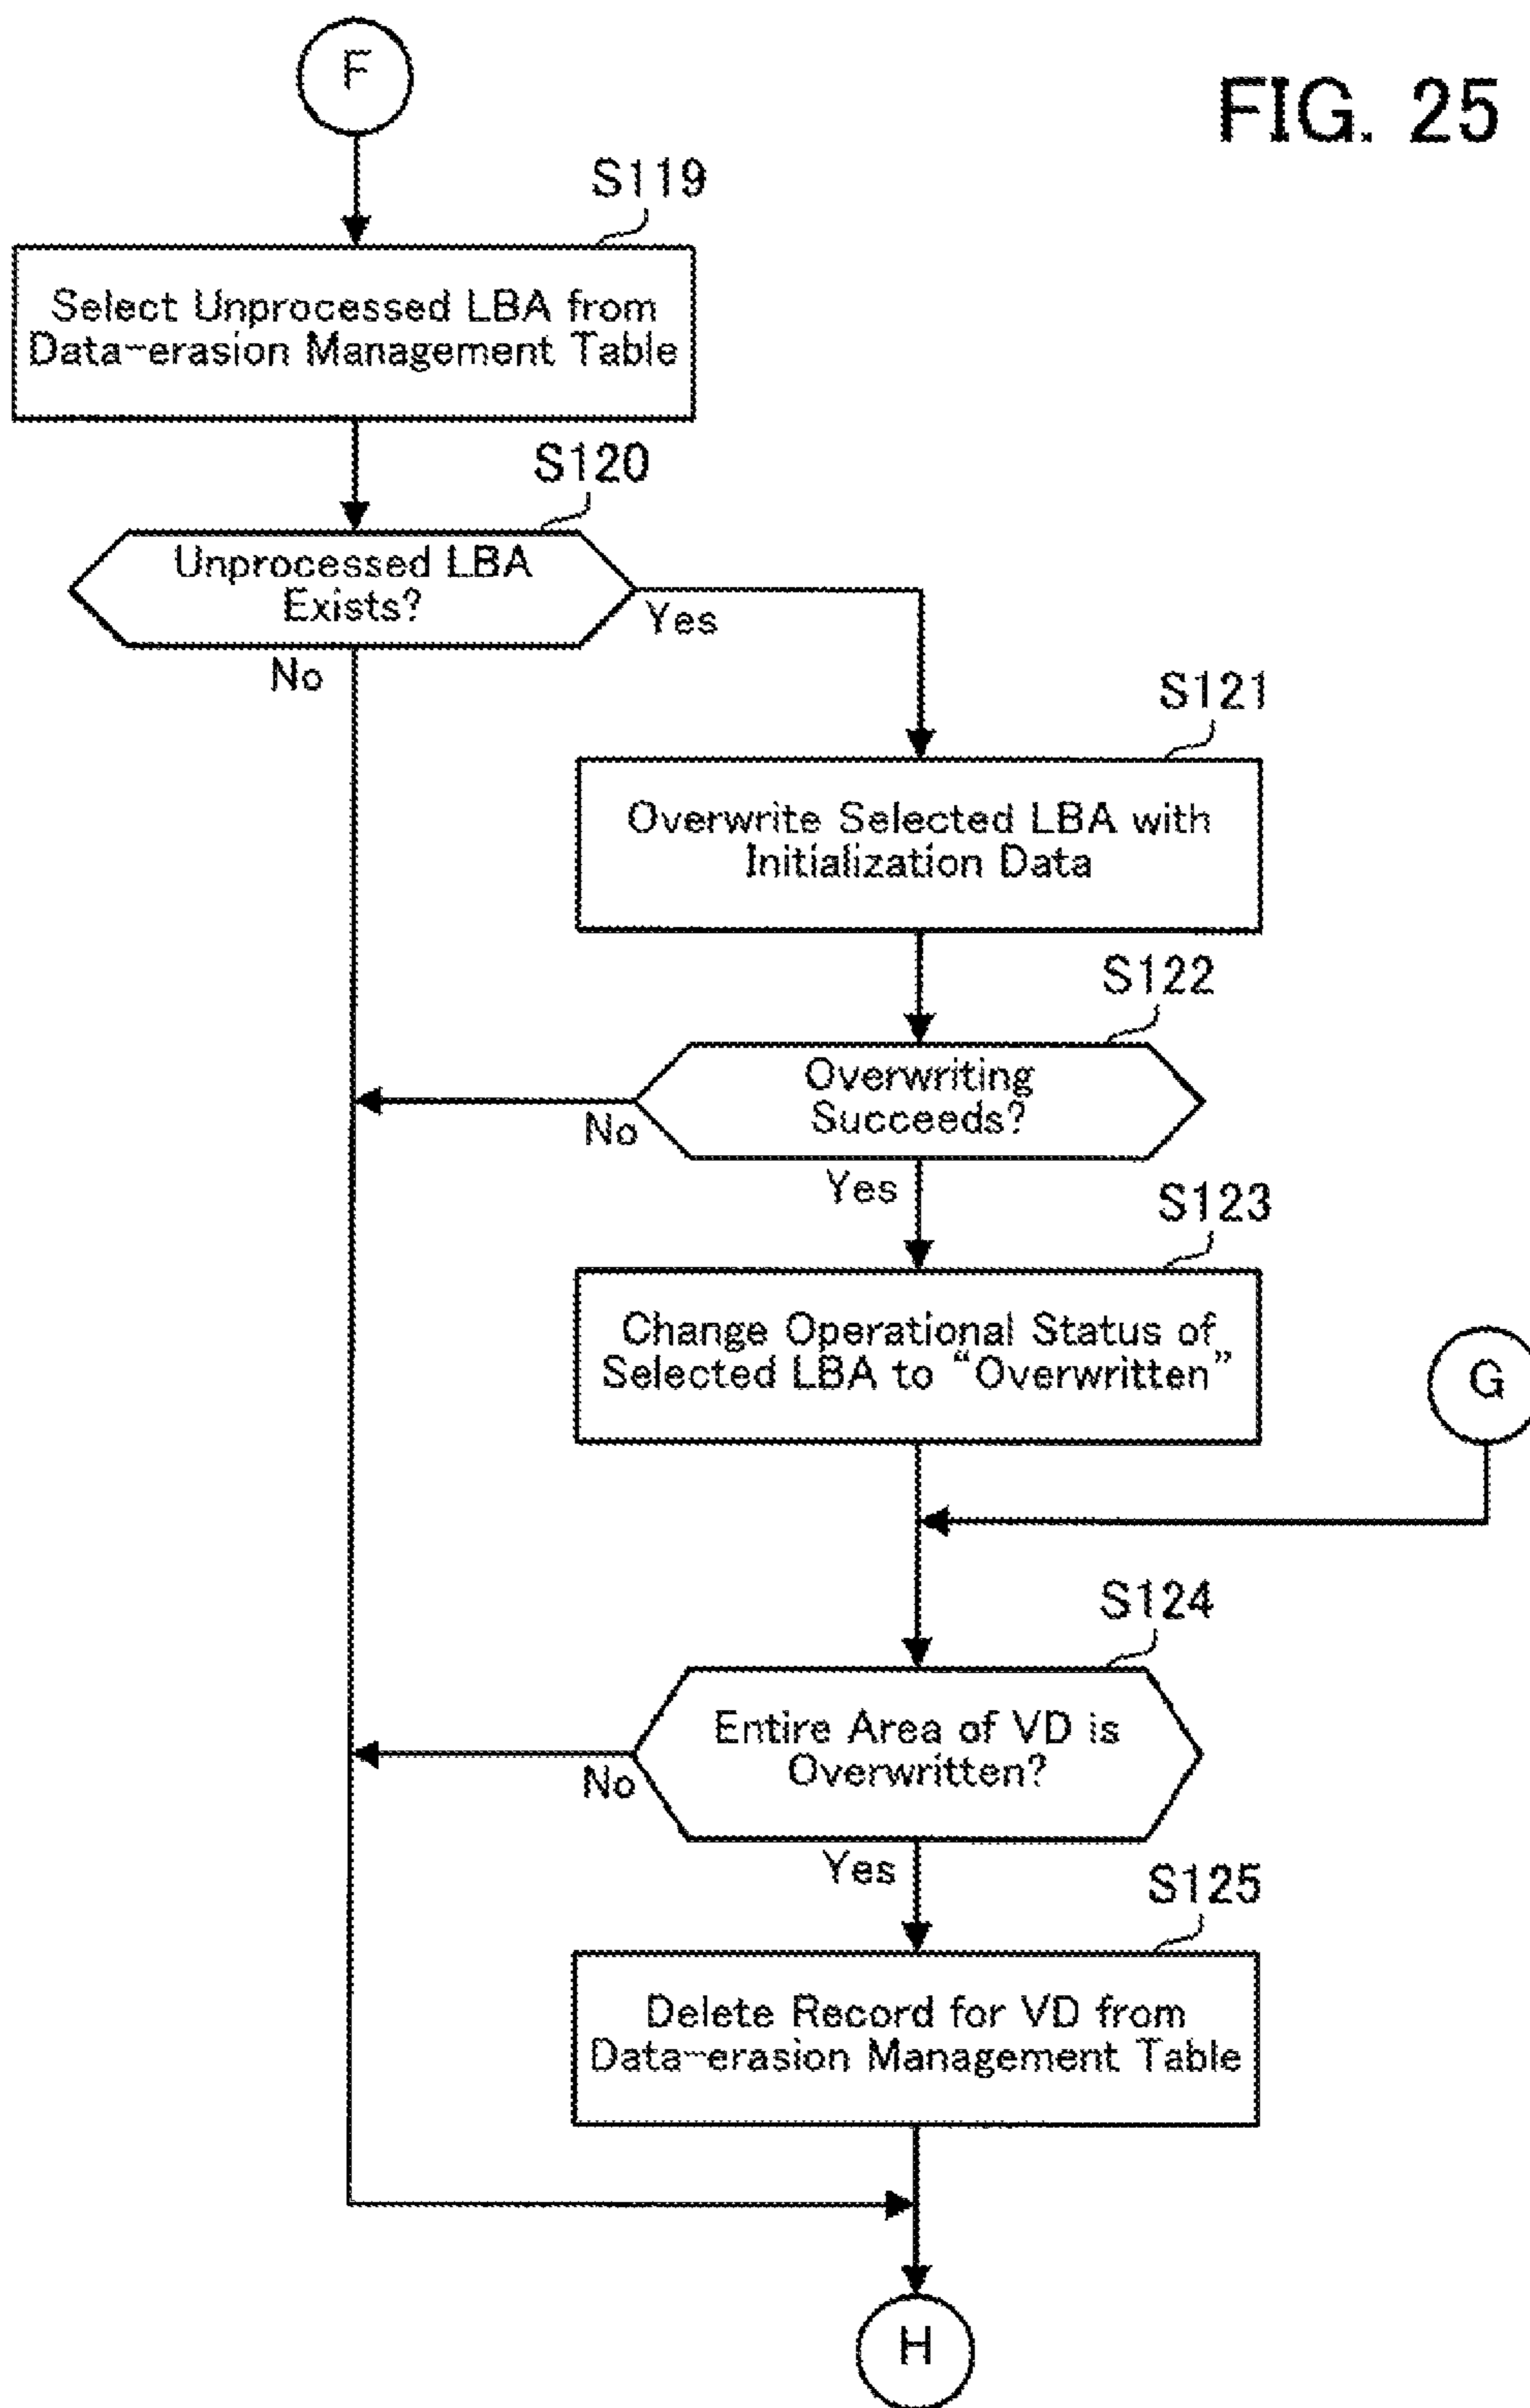 F
FIG. 25
S119
Select Unprocessed LBA from
Data-erasion Management Table
S120
Unprocessed LBA
Exists?
Yes
No
S121
Overwrite Selected LBA with
Initialization Data
S122
Overwriting
Succeeds?
No
Yes
S123
Change Operational Status of
Selected LBA to “Overwritten”
G
S124
Entire Area of VD is
Overwritten?
No
Yes
S125
Delete Record for VD from
Data-erasion Management Table
H